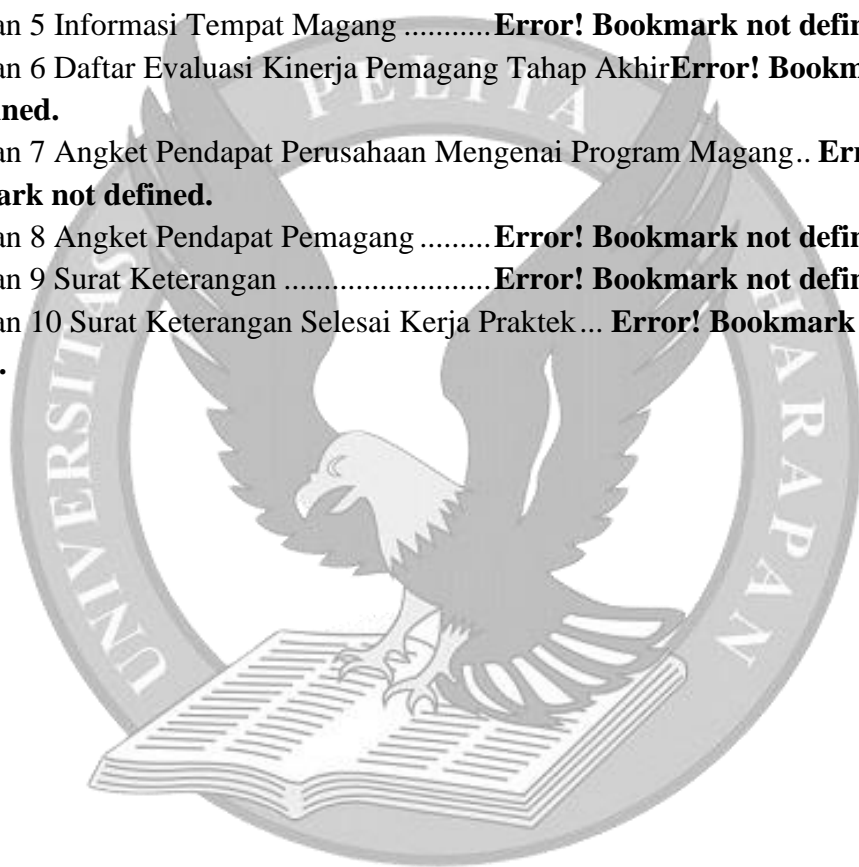 an 5 Informasi Tempat Magang ...........Error! Bookmark not defin
an 6 Daftar Evaluasi Kinerja Pemagang Tahap AkhirError! Bookm
ned.
an 7 Angket Pendapat Perusahaan Mengenai Program Magang.. Err
ark not defined.
an 8 Angket Pendapat Pemagang .........Error! Bookmark not defin
an 9 Surat Keterangan .........................Error! Bookmark not defin
an 10 Surat Keterangan Selesai Kerja Praktek... Error! Bookmark
.
UNIVERSITAS PELITA HARAPAN